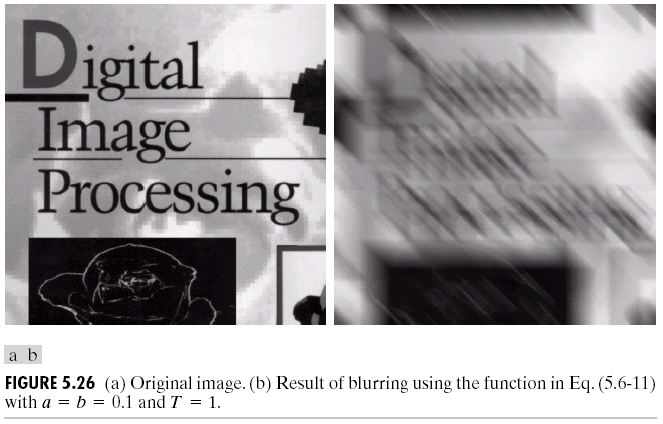 Digital
Image
Processing
a b
FIGURE 5.26 (a) Original image. (b) Result of blurring using the function in Eq. (5.6-11)
with a = b = 0.1 and T = 1.